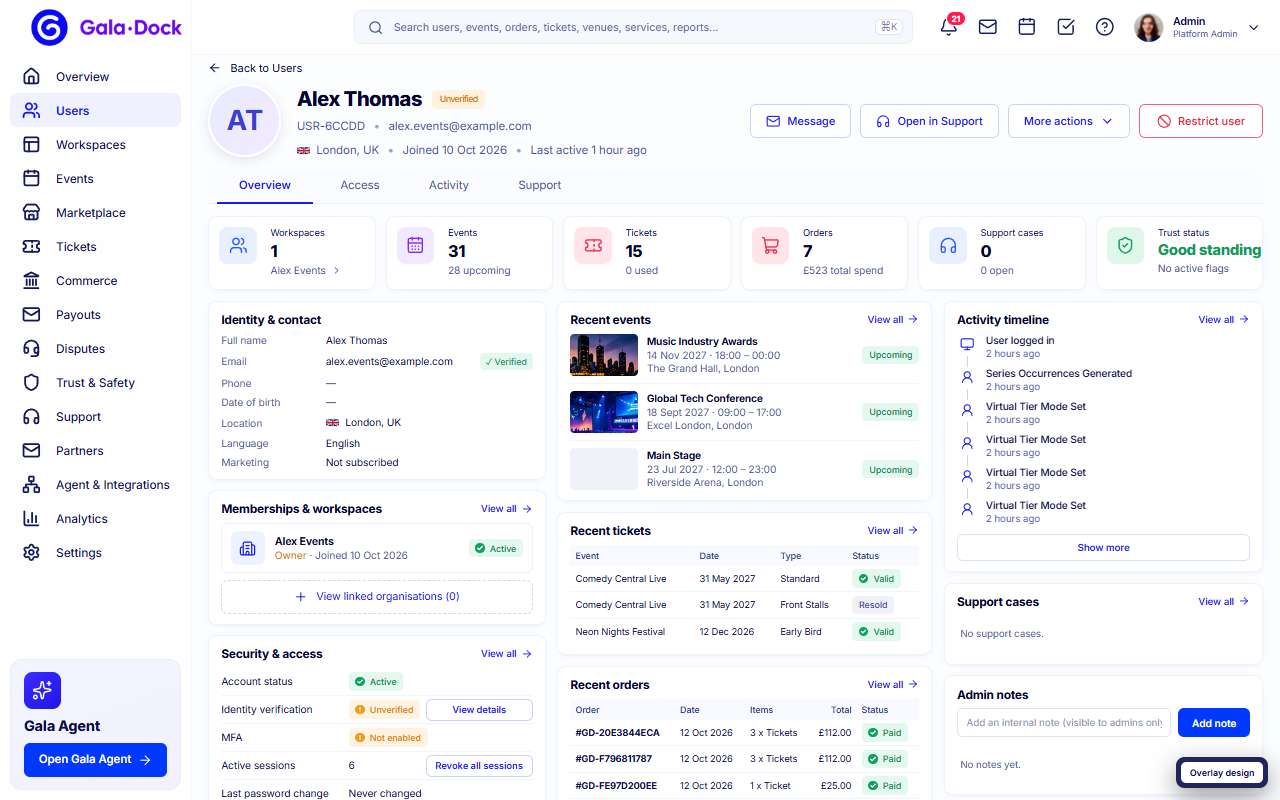 Gala·Dock
Search users, events, orders, tickets, venues, services, reports...
⌘K
21
Admin
Platform Admin
Overview
Users
Workspaces
Events
Marketplace
Tickets
Commerce
Payouts
Disputes
Trust & Safety
Support
Partners
Agent & Integrations
Analytics
Settings
Gala Agent
Open Gala Agent →
← Back to Users
AT
Alex Thomas
Unverified
USR-6CCDD • alex.events@example.com
London, UK • Joined 10 Oct 2026 • Last active 1 hour ago
Message
Open in Support
More actions
Restrict user
Overview
Access
Activity
Support
Workspaces
1
Alex Events
Events
31
28 upcoming
Tickets
15
0 used
Orders
7
£523 total spend
Support cases
0
0 open
Trust status
Good standing
No active flags
Identity & contact
Full name Alex Thomas
Email alex.events@example.com ✓ Verified
Phone —
Date of birth —
Location London, UK
Language English
Marketing Not subscribed
Memberships & workspaces View all →
Alex Events
Owner · Joined 10 Oct 2026
Active
+ View linked organisations (0)
Security & access View all →
Account status Active
Identity verification Unverified View details
MFA Not enabled
Active sessions 6 Revoke all sessions
Last password change Never changed
Recent events View all →
Music Industry Awards
14 Nov 2027 · 18:00 – 00:00
The Grand Hall, London
Upcoming
Global Tech Conference
18 Sept 2027 · 09:00 – 17:00
Excel London, London
Upcoming
Main Stage
23 Jul 2027 · 12:00 – 23:00
Riverside Arena, London
Upcoming
Recent tickets View all →
Event Date Type Status
Comedy Central Live 31 May 2027 Standard Valid
Comedy Central Live 31 May 2027 Front Stalls Resold
Neon Nights Festival 12 Dec 2026 Early Bird Valid
Recent orders View all →
Order Date Items Total Status
#GD-20E3844ECA 12 Oct 2026 3 x Tickets £112.00 Paid
#GD-F796811787 12 Oct 2026 3 x Tickets £112.00 Paid
#GD-FE97D200EE 12 Oct 2026 1 x Ticket £25.00 Paid
Activity timeline View all →
User logged in
2 hours ago
Series Occurrences Generated
2 hours ago
Virtual Tier Mode Set
2 hours ago
Virtual Tier Mode Set
2 hours ago
Virtual Tier Mode Set
2 hours ago
Virtual Tier Mode Set
2 hours ago
Show more
Support cases View all →
No support cases.
Admin notes
Add an internal note (visible to admins only
Add note
No notes yet.
Overlay design